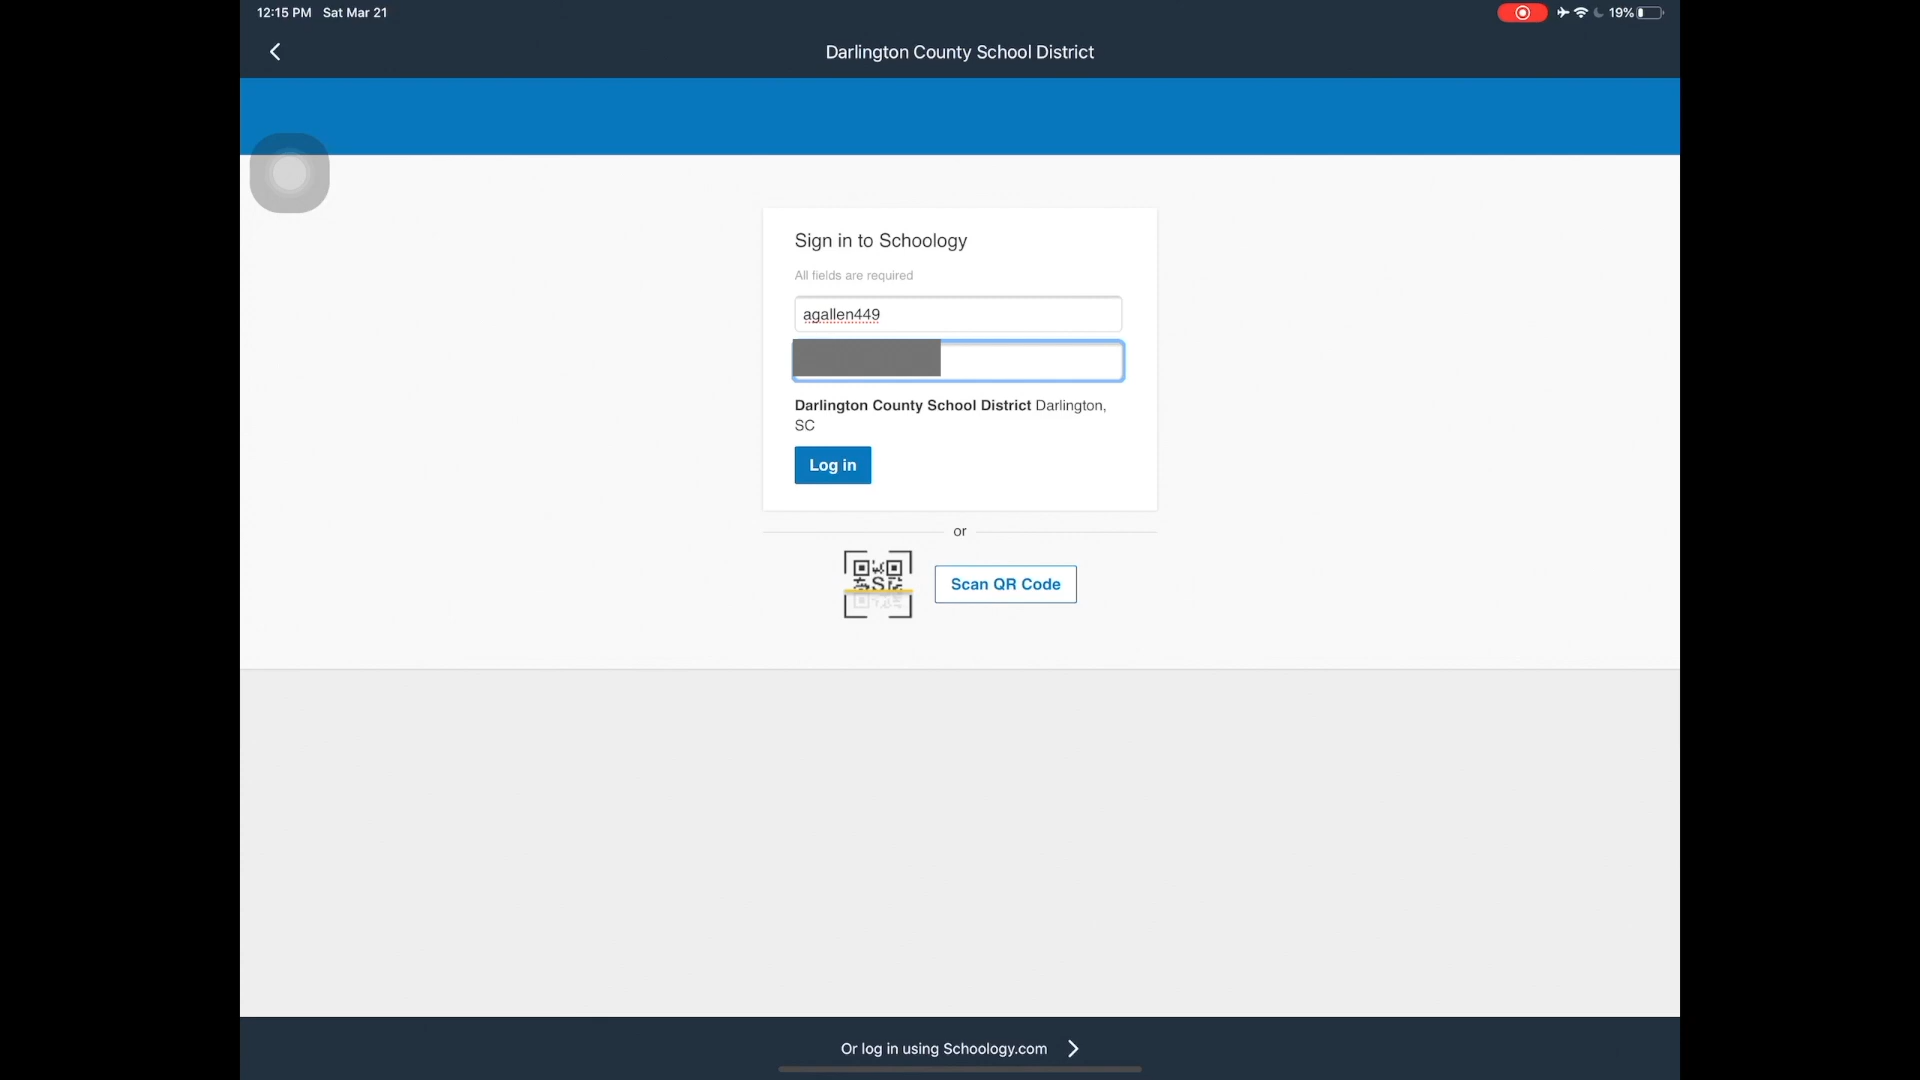 12:15 PM Sat Mar 21
19%
Darlington County School District
Sign in to Schoology
All fields are required
agallen449
Darlington County School District Darlington,
SC
Log in
or
S
Scan QR Code
Or log in using Schoology.com